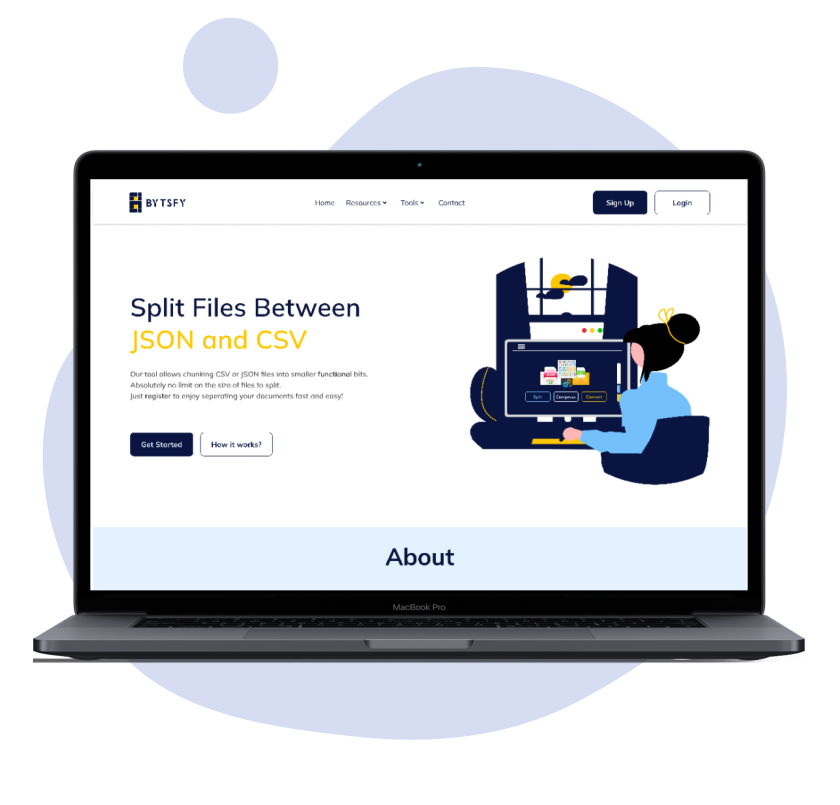 BYTSFY
Home Resources Tools Contact
Sign Up Login
Split Files Between
JSON and CSV
Our tool allows chunking CSV or JSON files into smaller functional bits.
Absolutely no limit on the size of files to split.
Just register to enjoy separating your documents fast and easy!
Get Started How it works?
Split Compress Convert
About
MacBook Pro